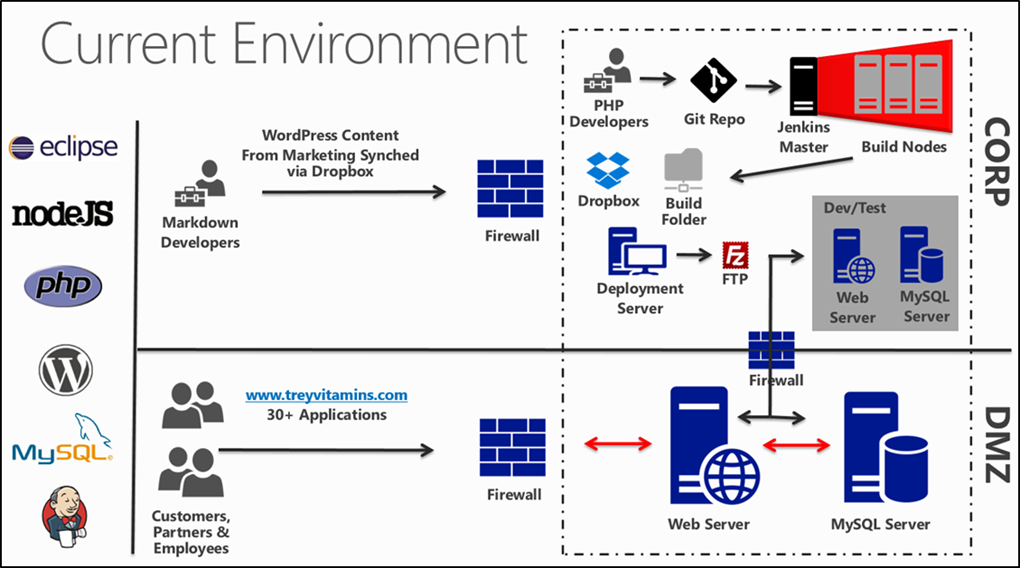 Current Environment
eclipse
nodeJS
php
W
MySQL®
WordPress Content
From Marketing Synched
via Dropbox
Markdown
Developers
Firewall
PHP
Developers
Git Repo
Jenkins
Master
Build Nodes
Dropbox
Build
Folder
Deployment
Server
Fz
FTP
Dev/Test
Web
Server
MySQL
Server
CORP
Firewall
www.treyvitamins.com
30+ Applications
Customers,
Partners &
Employees
Firewall
Web Server
MySQL Server
DMZ